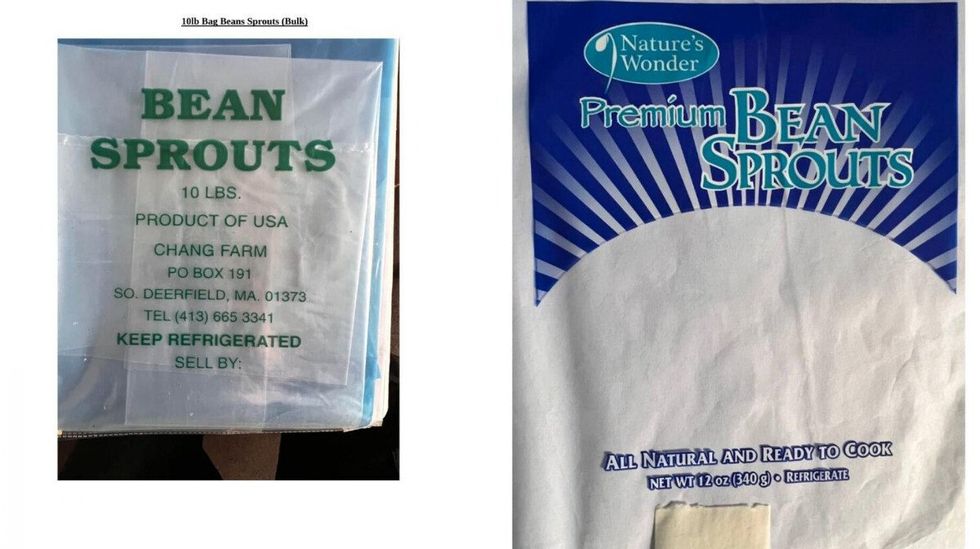 10lb Bag Beans Sprouts (Bulk)
BEAN
SPROUTS
10 LBS.
PRODUCT OF USA
CHANG FARM
PO BOX 191
SO. DEERFIELD, MA. 01373
TEL (413) 665 3341
KEEP REFRIGERATED
SELL BY:
Nature's
Wonder
Premium BEAN
SPROUTS
ALL NATURAL AND READY TO COOK
NET WT 12 oz (340 g) • REFRIGERATE